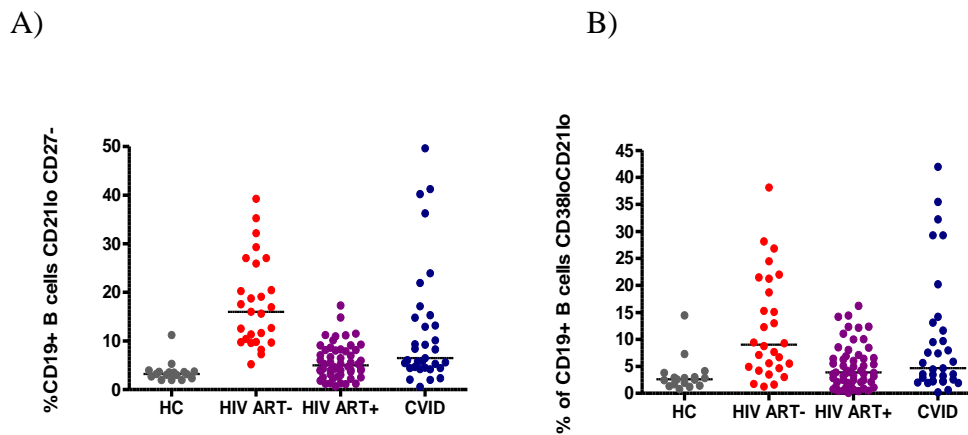 A)
B)
%CD19+ B cells CD21lo CD27-
50
40
30
20
10
0
HC
HIV ART-
HIV ART+
CVID
% of CD19+ B cells CD38loCD21lo
45
40
35
30
25
20
15
10
5
0
HC
HIV ART-
HIV ART+
CVID